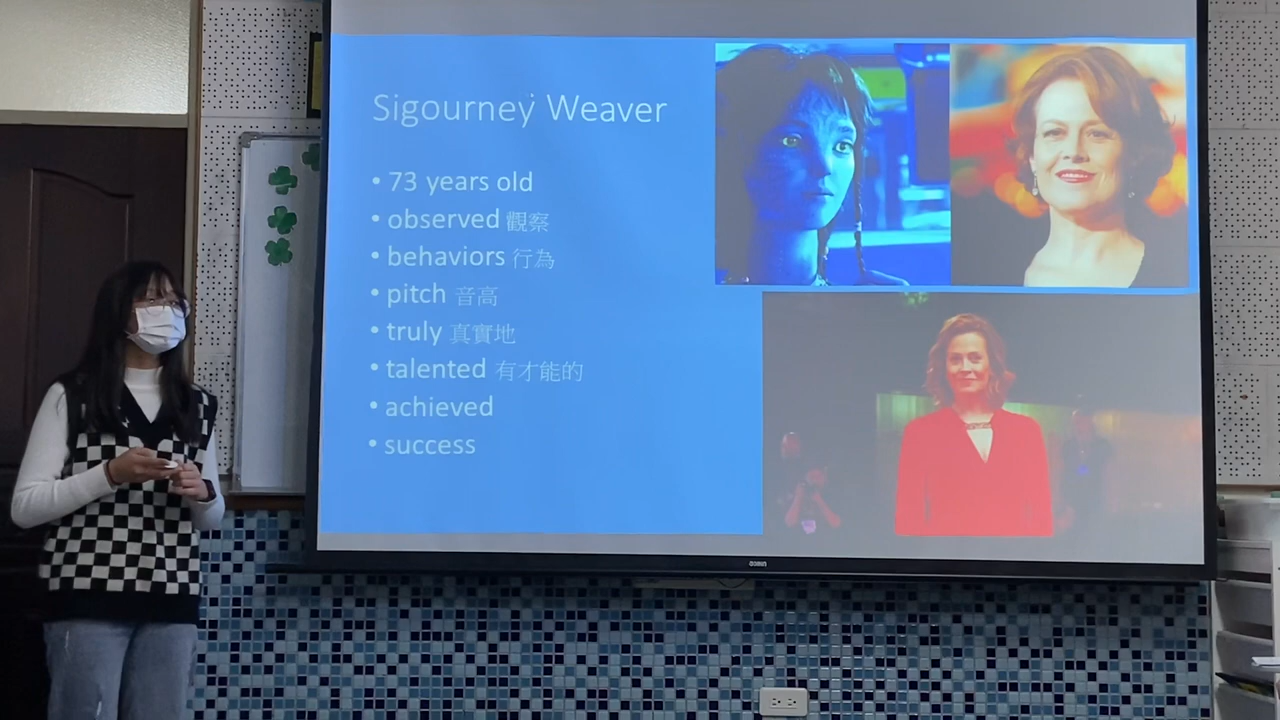 Sigourney Weaver
• 73 years old
• observed 觀察
• behaviors 行為
• pitch 音高
• truly 真實地
• talented 有才能的
• achieved
• success